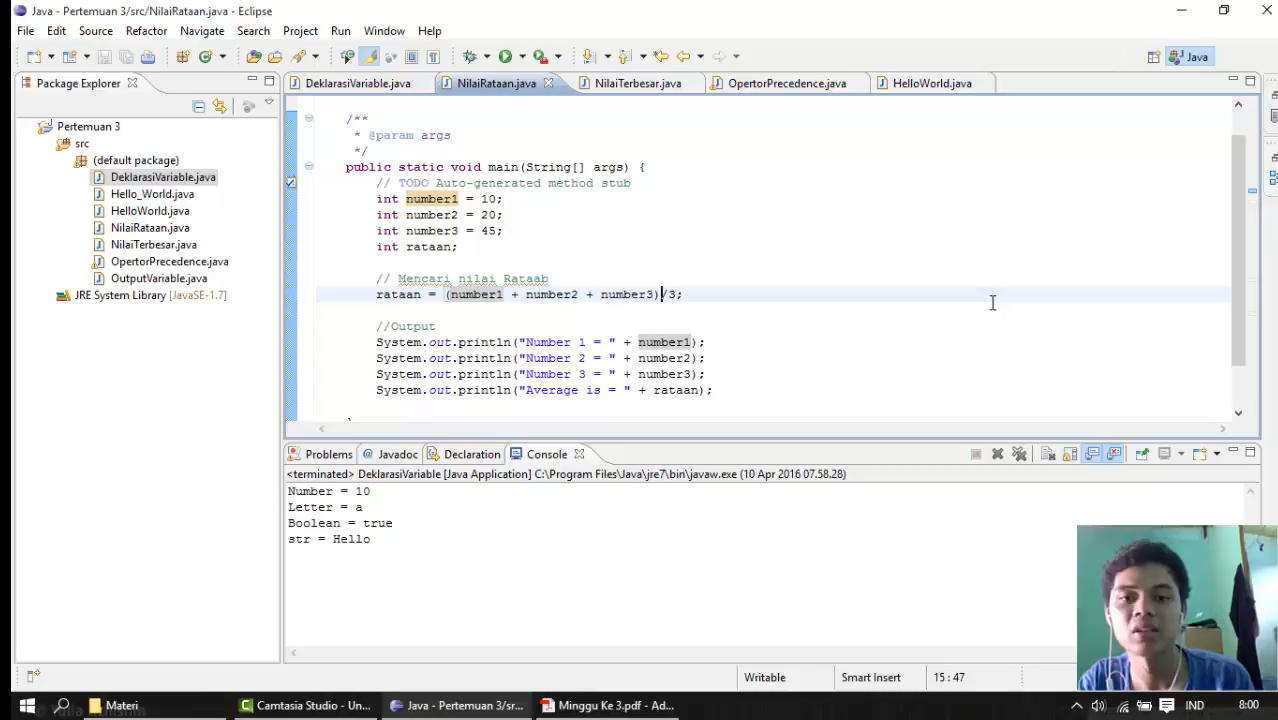 Java - Pertemuan 3/src/NilaiRataan.java - Eclipse
File Edit Source Refactor Navigate Search Project Run Window Help
Java
Package Explorer
Pertemuan 3
src
(default package)
DeklarasiVariable.java
Hello_World.java
HelloWorld.java
NilaiRataan.java
NilaiTerbesar.java
OpertorPrecedence.java
OutputVariable.java
JRE System Library [JavaSE-1.7]
DeklarasiVariable.java NilaiRataan.java NilaiTerbesar.java OpertorPrecedence.java HelloWorld.java
/**
* @param args
*/
public static void main(String[] args) {
// TODO Auto-generated method stub
int number1 = 10;
int number2 = 20;
int number3 = 45;
int rataan;
// Mencari nilai Rataab
rataan = (number1 + number2 + number3)/3;
//Output
System.out.println("Number 1 = " + number1);
System.out.println("Number 2 = " + number2);
System.out.println("Number 3 = " + number3);
System.out.println("Average is = " + rataan);
Problems Javadoc Declaration Console
<terminated> DeklarasiVariable [Java Application] C:\Program Files\Java\jre7\bin\javaw.exe (10 Apr 2016 07.58.28)
Number = 10
Letter = a
Boolean = true
str = Hello
Writable Smart Insert 15 : 47
Materi Camtasia Studio - Un... Java - Pertemuan 3/sr... Minggu Ke 3.pdf - Ad... IND 8:00